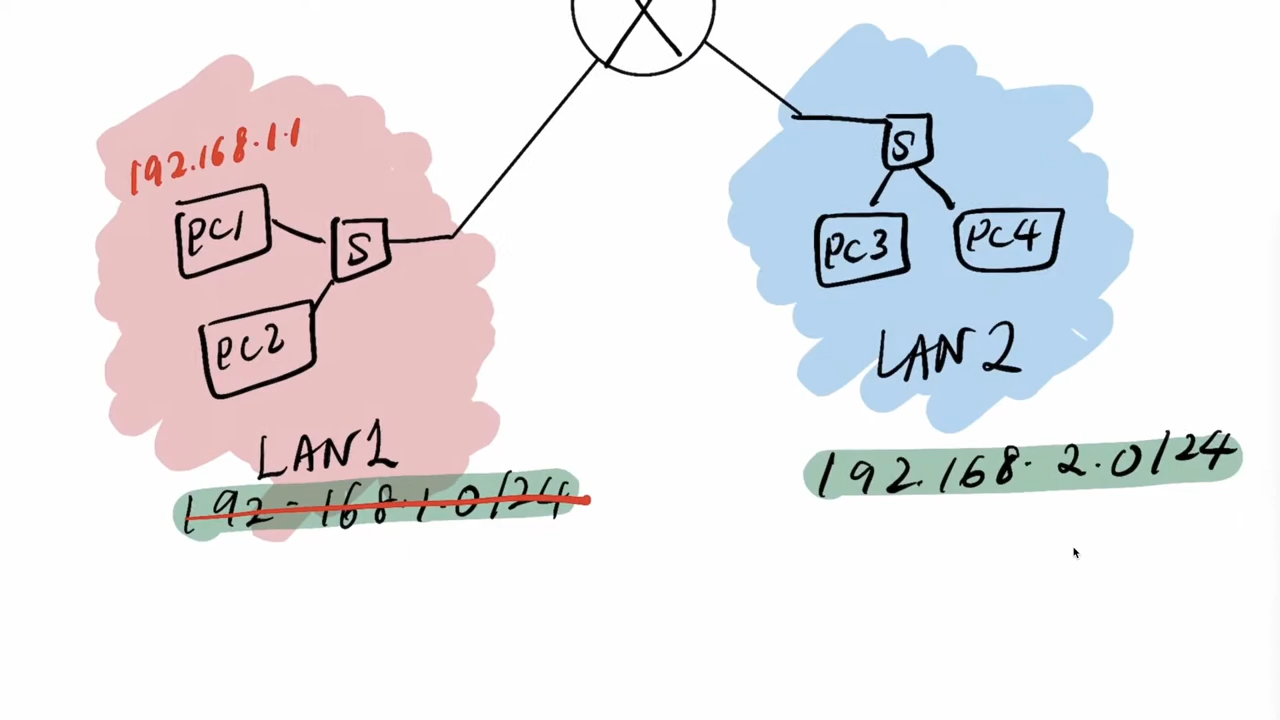 192.168.1.1
PC1
S
PC2
LAN1
192.168.1.0/24
S
PC3
PC4
LAN2
192.168.2.0/24